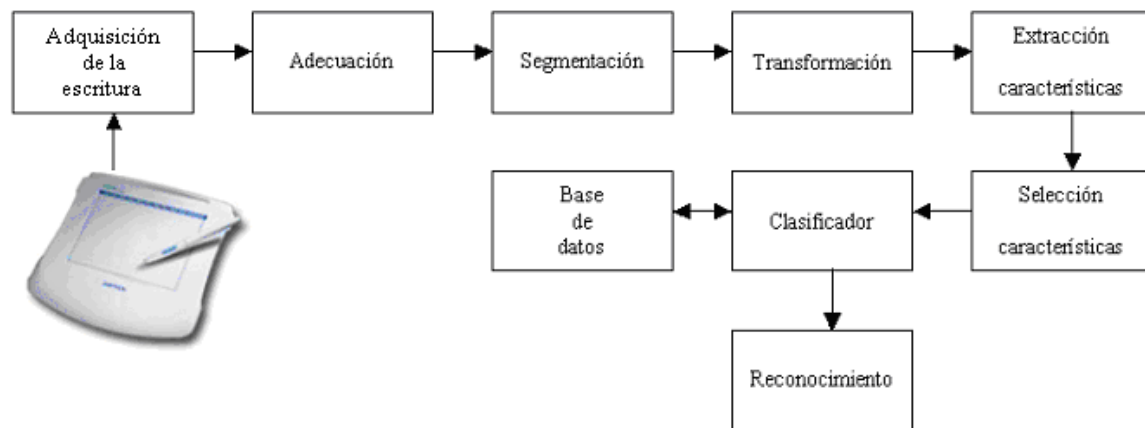 Adquisición
de la
escritura
Adecuación
Segmentación
Transformación
Extracción
características
Base
de
datos
Clasificador
Selección
características
Reconocimiento